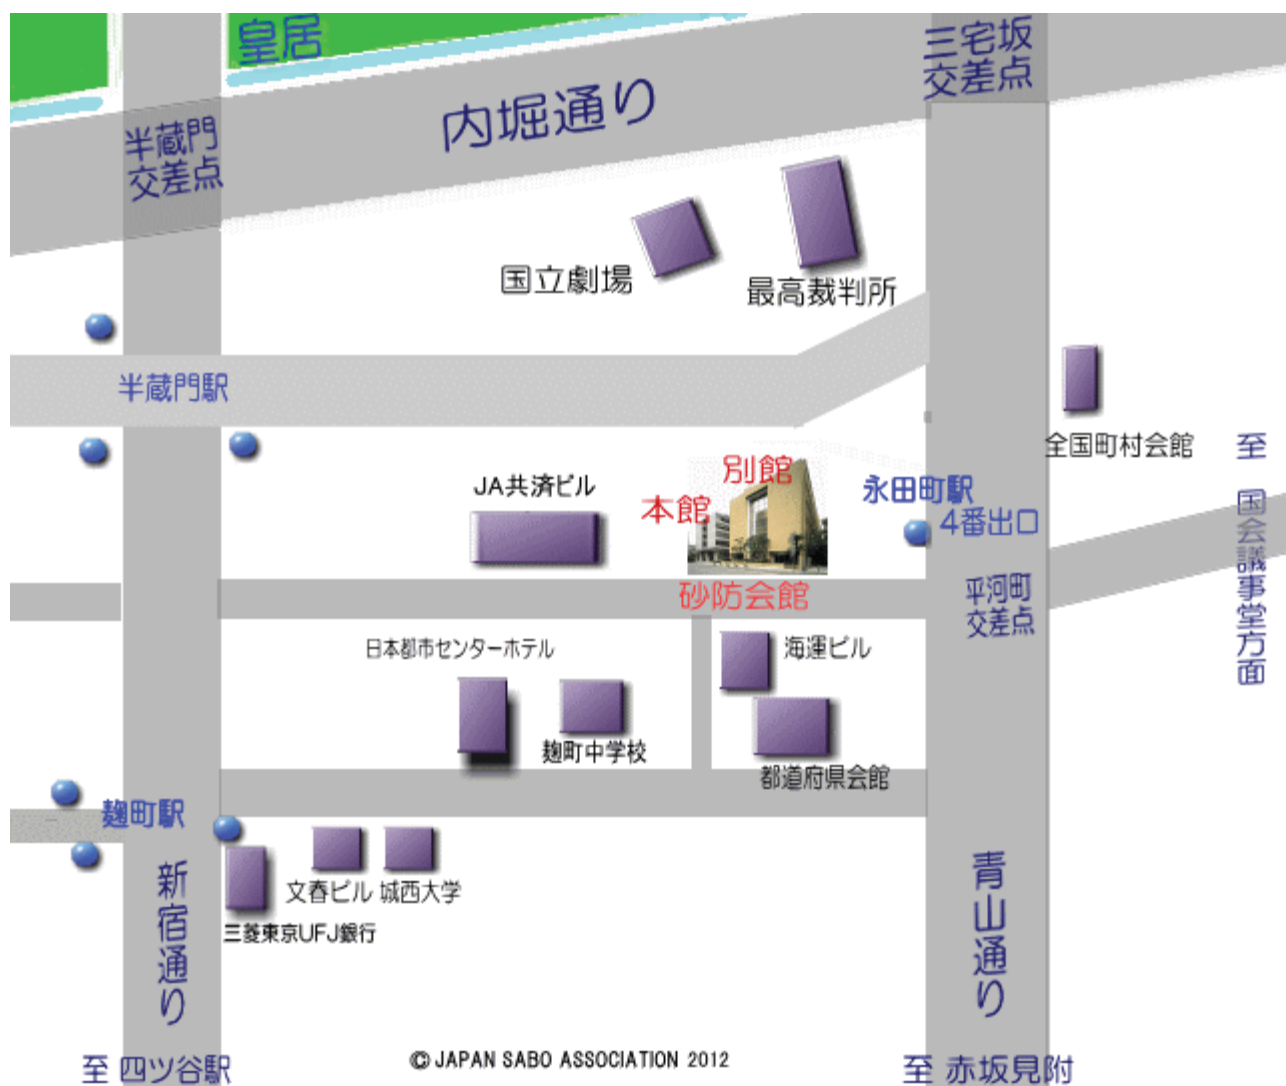 皇居
三宅坂
交差点
内堀通り
半蔵門
交差点
国立劇場
最高裁判所
半蔵門駅
全国町村会館
至 国会議事堂方面
別館
本館
JA共済ビル
永田町駅
4番出口
砂防会館
平河町
交差点
日本都市センターホテル
海運ビル
麹町中学校
都道府県会館
麹町駅
文春ビル
城西大学
三菱東京UFJ銀行
新宿通り
青山通り
至 四ツ谷駅
© JAPAN SABO ASSOCIATION 2012
至 赤坂見附